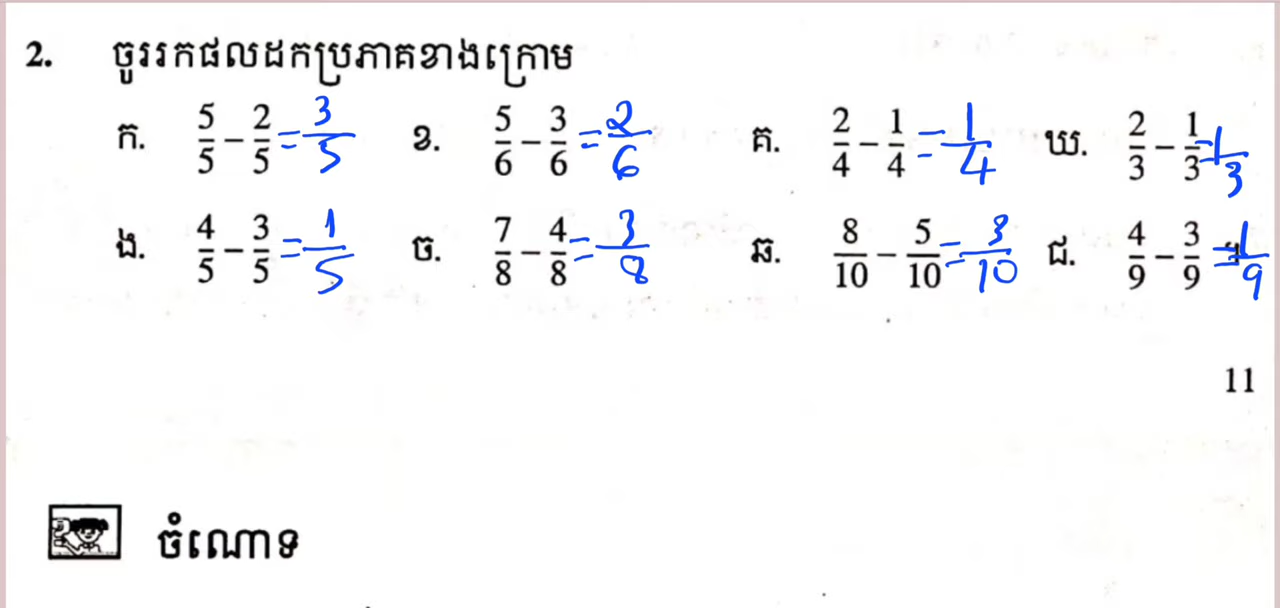 2. ចូររកផលដកប្រភាគខាងក្រោម
ក. 5/5 − 2/5 = 3/5 ខ. 5/6 − 3/6 = 2/6 គ. 2/4 − 1/4 = 1/4 ឃ. 2/3 − 1/3 = 1/3
ង. 4/5 − 3/5 = 1/5 ច. 7/8 − 4/8 = 3/8 ឆ. 8/10 − 5/10 = 3/10 ជ. 4/9 − 3/9 = 1/9
11
ចំណោទ